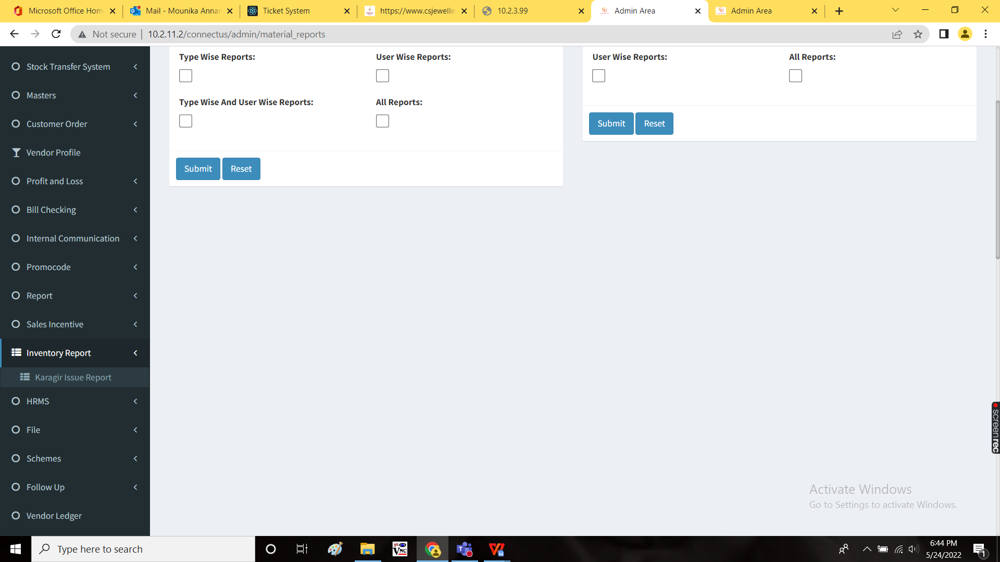 Microsoft Office Hom
Mail - Mounika Annar
Ticket System
https://www.csjewelle
10.2.3.99
Admin Area
Admin Area
Not secure
10.2.11.2/connectus/admin/material_reports
Stock Transfer System
Masters
Customer Order
Vendor Profile
Profit and Loss
Bill Checking
Internal Communication
Promocode
Report
Sales Incentive
Inventory Report
Karagir Issue Report
HRMS
File
Schemes
Follow Up
Vendor Ledger
Type Wise Reports:
User Wise Reports:
Type Wise And User Wise Reports:
All Reports:
Submit
Reset
User Wise Reports:
All Reports:
Submit
Reset
screenrec
Activate Windows
Go to Settings to activate Windows.
Type here to search
6:44 PM
5/24/2022
1